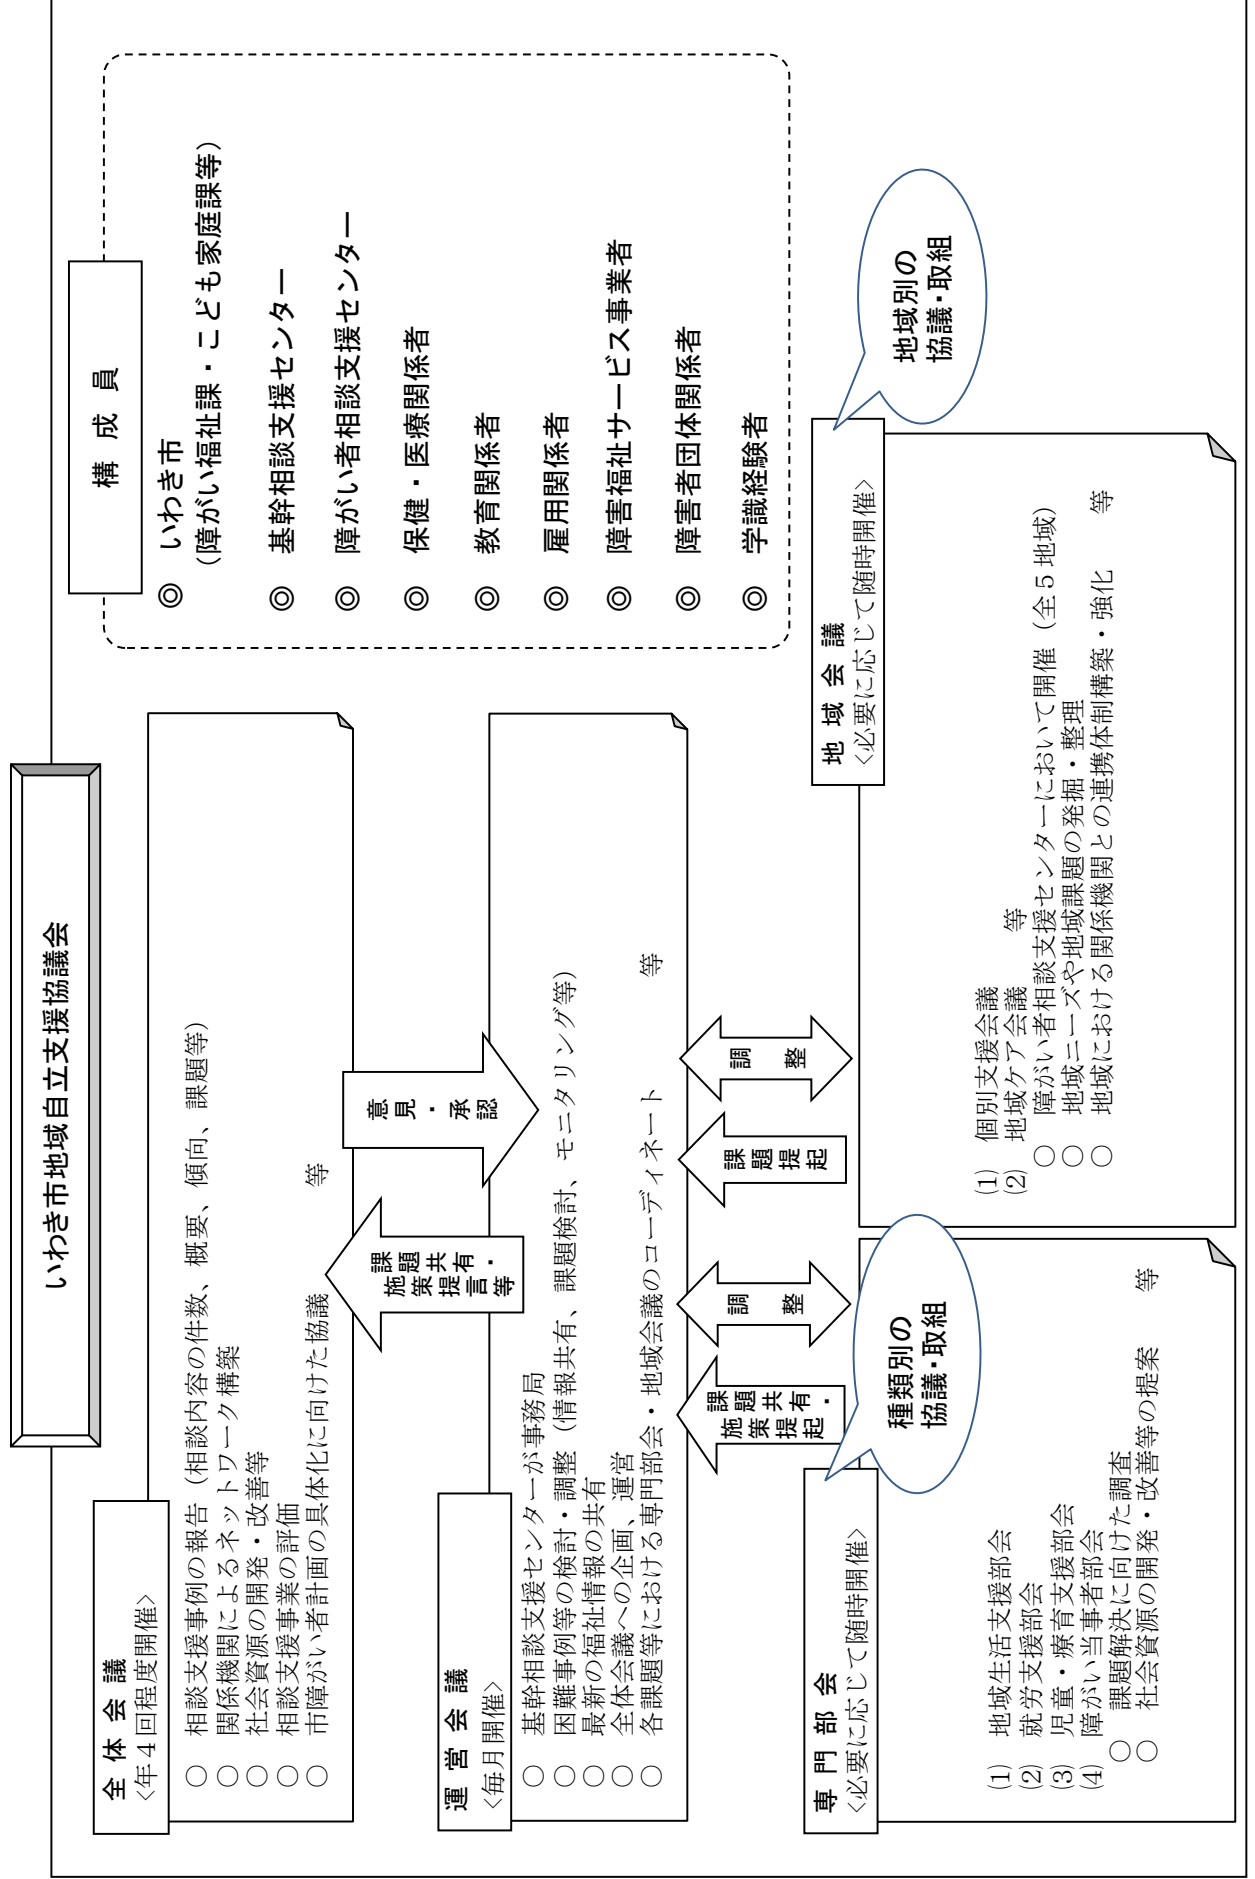 いわき市地域自立支援協議会
全体会議
<年４回程度開催>
○ 相談支援事例の報告（相談内容の件数、概要、傾向、課題等）
○ 関係機関によるネットワーク構築
○ 社会資源の開発・改善等
○ 相談支援事業の評価
○ 市障がい者計画の具体化に向けた協議 等
課題共有・
施策提言等
意見・承認
運営会議
<毎月開催>
○ 基幹相談支援センターが事務局
○ 困難事例等の検討・調整（情報共有、課題検討、モニタリング等）
○ 最新の福祉情報の共有
○ 全体会議への企画、運営
○ 各課題等における専門部会・地域会議のコーディネート 等
課題共有・
施策提起
調整
課題提起
調整
専門部会
<必要に応じて随時開催>
種類別の
協議・取組
(1) 地域生活支援部会
(2) 就労支援部会
(3) 児童・療育支援部会
(4) 障がい当事者部会
○ 課題解決に向けた調査
○ 社会資源の開発・改善等の提案 等
地域会議
<必要に応じて随時開催>
地域別の
協議・取組
(1) 個別支援会議
(2) 地域ケア会議 等
○ 障がい者相談支援センターにおいて開催（全５地域）
○ 地域ニーズや地域課題の発掘・整理
○ 地域における関係機関との連携体制構築・強化 等
構成員
◎ いわき市
（障がい福祉課・こども家庭課等）
◎ 基幹相談支援センター
◎ 障がい者相談支援センター
◎ 保健・医療関係者
◎ 教育関係者
◎ 雇用関係者
◎ 障害福祉サービス事業者
◎ 障害者団体関係者
◎ 学識経験者